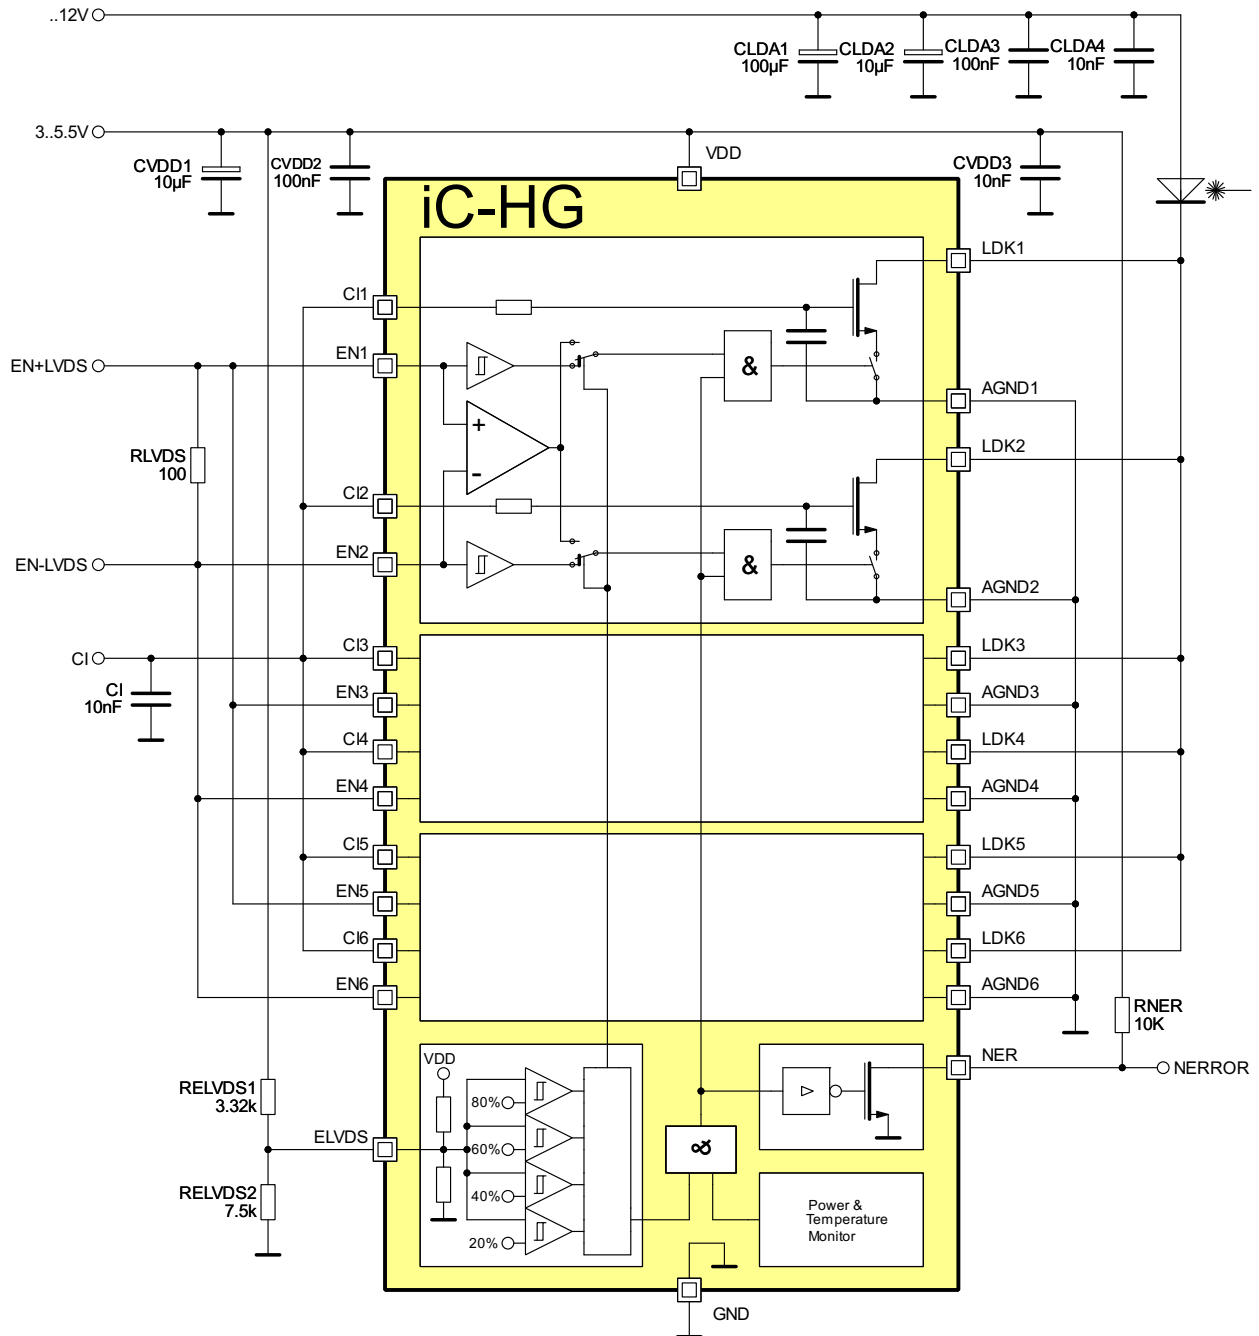 ..12V
CLDA1
100µF
CLDA2
10µF
CLDA3
100nF
CLDA4
10nF
3..5.5V
CVDD1
10µF
CVDD2
100nF
VDD
CVDD3
10nF
iC-HG
LDK1
CI1
EN1
EN+LVDS
&
AGND1
+
RLVDS
100
LDK2
-
CI2
EN2
EN-LVDS
&
AGND2
CI3
LDK3
CI
CI
10nF
EN3
AGND3
CI4
LDK4
EN4
AGND4
CI5
LDK5
EN5
AGND5
CI6
LDK6
EN6
AGND6
RNER
10K
VDD
NER
NERROR
RELVDS1
3.32k
80%
ELVDS
60%
&
RELVDS2
7.5k
40%
20%
Power &
Temperature
Monitor
GND